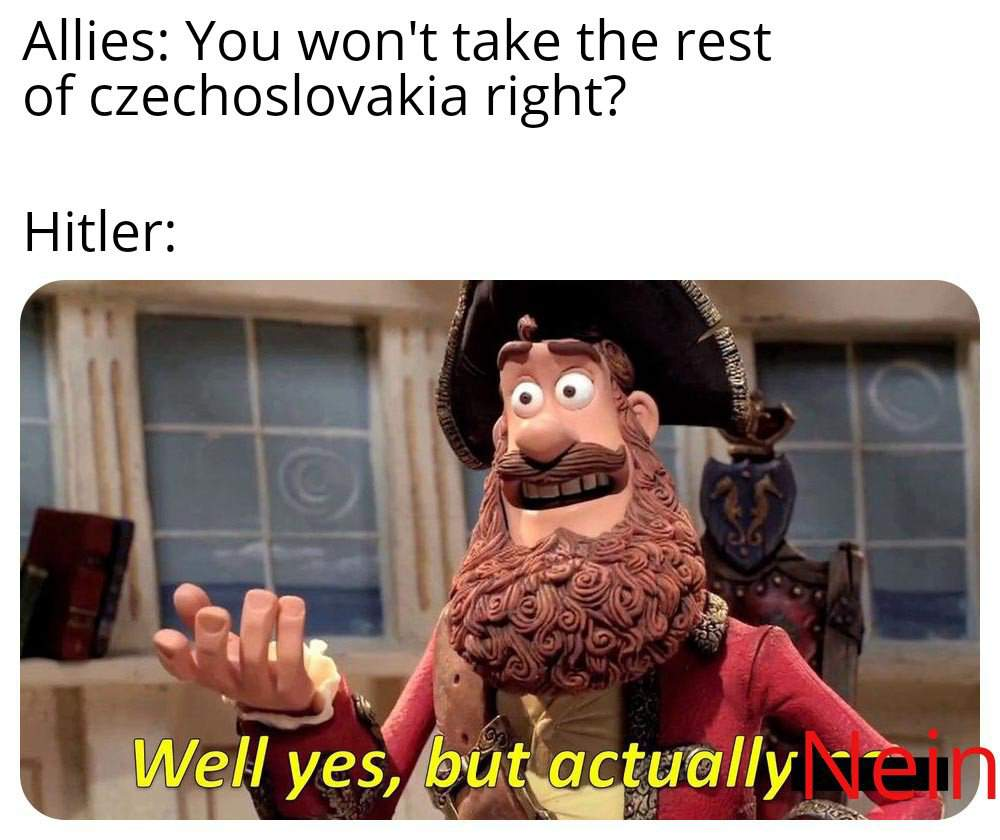 Allies: You won't take the rest
of czechoslovakia right?
Hitler:
Well yes, but actually Nein